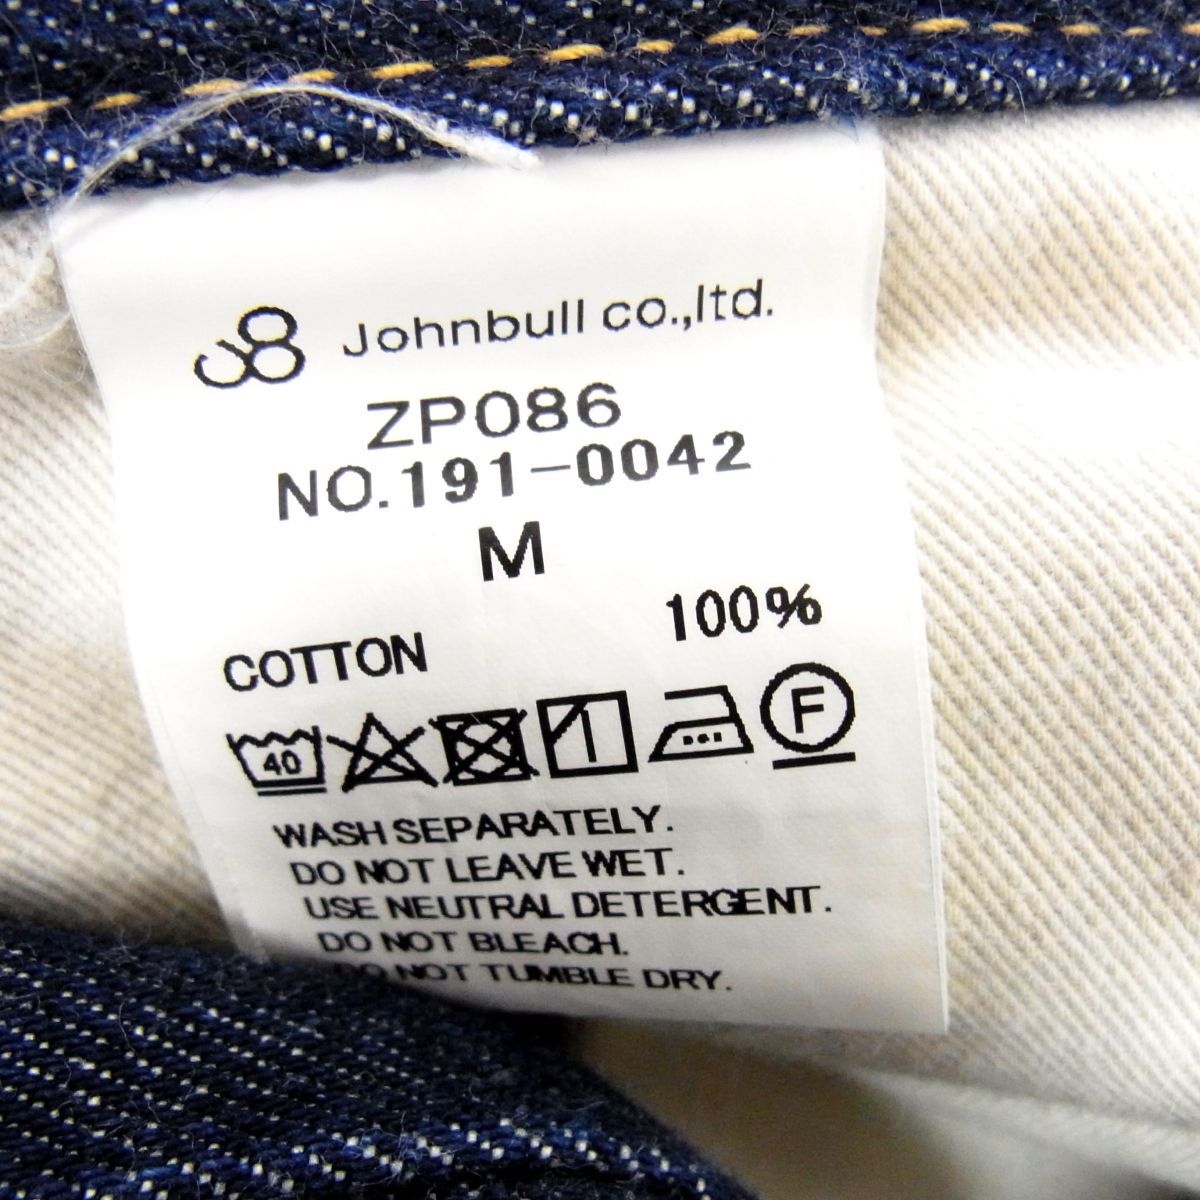 Johnbull co.,ltd.
ZP086
NO.191-0042
M
COTTON 100%
40 F
WASH SEPARATELY.
DO NOT LEAVE WET.
USE NEUTRAL DETERGENT.
DO NOT BLEACH.
DO NOT TUMBLE DRY.